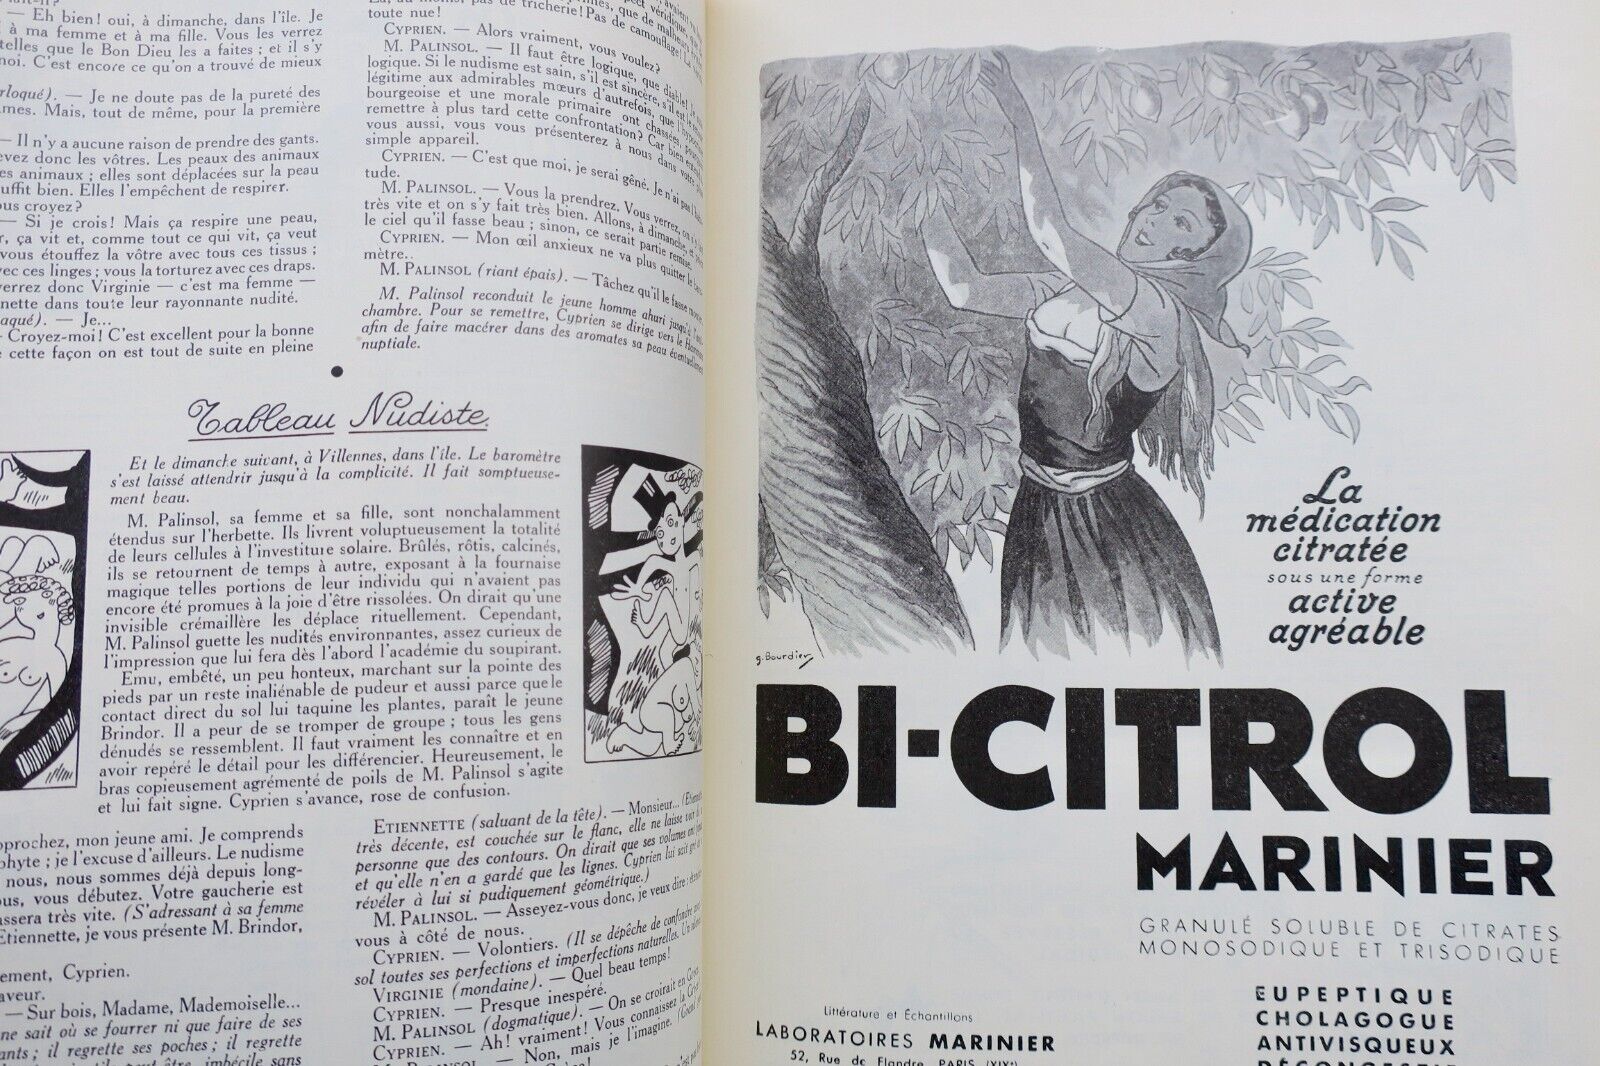 — Eh bien! oui, à dimanche, dans l'île. Je
à ma femme et à ma fille. Vous les verrez
telles que le Bon Dieu les a faites; et il s'y
C'est encore ce qu'on a trouvé de mieux
— Je ne doute pas de la pureté des
Mais, tout de même, pour la première
— Il n'y a aucune raison de prendre des gants.
donc les vôtres. Les peaux des animaux
animaux; elles sont déplacées sur la peau
suffit bien. Elles l'empêchent de respirer.
croyez?
— Si je crois! Mais ça respire une peau,
ça vit et, comme tout ce qui vit, ça veut
vous étouffez la vôtre avec tous ces tissus;
ces linges; vous la torturez avec ces draps.
verrez donc Virginie — c'est ma femme —
dans toute leur rayonnante nudité.
— Je...
— Croyez-moi! C'est excellent pour la bonne
cette façon on est tout de suite en pleine
toute nue!
CYPRIEN. — Alors vraiment, vous voulez?
M. PALINSOL. — Il faut être logique, que diable!
logique. Si le nudisme est sain, s'il est sincère, s'il est
légitime aux admirables mœurs d'autrefois, que
bourgeoise et une morale primaire ont chassées,
remettre à plus tard cette confrontation? Car bien
vous aussi, vous vous présenterez à nous dans votre
simple appareil.
CYPRIEN. — C'est que moi, je serai gêné. Je n'ai pas
tude.
M. PALINSOL. — Vous la prendrez. Vous verrez,
très vite et on s'y fait très bien. Allons, à dimanche,
le ciel qu'il fasse beau; sinon, ce serait partie remise.
CYPRIEN. — Mon œil anxieux ne va plus quitter le
mètre..
M. PALINSOL (riant épais). — Tâchez qu'il le fasse
M. Palinsol reconduit le jeune homme ahuri jusqu'à
chambre. Pour se remettre, Cyprien se dirige vers le
afin de faire macérer dans des aromates sa peau éventuellement
nuptiale.
Tableau Nudiste.
Et le dimanche suivant, à Villennes, dans l'île. Le baromètre
s'est laissé attendrir jusqu'à la complicité. Il fait somptueuse-
ment beau.
M. Palinsol, sa femme et sa fille, sont nonchalamment
étendus sur l'herbette. Ils livrent voluptueusement la totalité
de leurs cellules à l'investiture solaire. Brûlés, rôtis, calcinés,
ils se retournent de temps à autre, exposant à la fournaise
magique telles portions de leur individu qui n'avaient pas
encore été promues à la joie d'être rissolées. On dirait qu'une
invisible crémaillère les déplace rituellement. Cependant,
M. Palinsol guette les nudités environnantes, assez curieux de
l'impression que lui fera dès l'abord l'académie du soupirant.
Emu, embêté, un peu honteux, marchant sur la pointe des
pieds par un reste inaliénable de pudeur et aussi parce que le
contact direct du sol lui taquine les plantes, paraît le jeune
Brindor. Il a peur de se tromper de groupe; tous les gens
dénudés se ressemblent. Il faut vraiment les connaître et en
avoir repéré le détail pour les différencier. Heureusement, le
bras copieusement agrémenté de poils de M. Palinsol s'agite
et lui fait signe. Cyprien s'avance, rose de confusion.
mon jeune ami. Je comprends
je l'excuse d'ailleurs. Le nudisme
nous, nous sommes déjà depuis long-
vous débutez. Votre gaucherie est
très vite. (S'adressant à sa femme
Etiennette, je vous présente M. Brindor,
Cyprien.
— Sur bois, Madame, Mademoiselle...
ne sait où se fourrer ni que faire de ses
il regrette ses poches; il regrette
imbécile sans
ETIENNETTE (saluant de la tête). — Monsieur...
très décente, est couchée sur le flanc, elle ne laisse voir
personne que des contours. On dirait que ses volumes ont
et qu'elle n'en a gardé que les lignes. Cyprien lui sait gré
révéler à lui si pudiquement géométrique.)
M. PALINSOL. — Asseyez-vous donc, je veux dire:
vous à côté de nous.
CYPRIEN. — Volontiers. (Il se dépêche de confondre
sol toutes ses perfections et imperfections naturelles. Un
VIRGINIE (mondaine). — Quel beau temps!
CYPRIEN. — Presque inespéré.
M. PALINSOL (dogmatique). — On se croirait en
CYPRIEN. — Ah! vraiment! Vous connaissez la
— Non, mais je l'imagine.
g. Bourdier
La
médication
citratée
sous une forme
active
agréable
BI-CITROL
MARINIER
GRANULÉ SOLUBLE DE CITRATES
MONOSODIQUE ET TRISODIQUE
EUPEPTIQUE
CHOLAGOGUE
ANTIVISQUEUX
Littérature et Échantillons
LABORATOIRES MARINIER
52, Rue de Flandre, PARIS (XIXe)